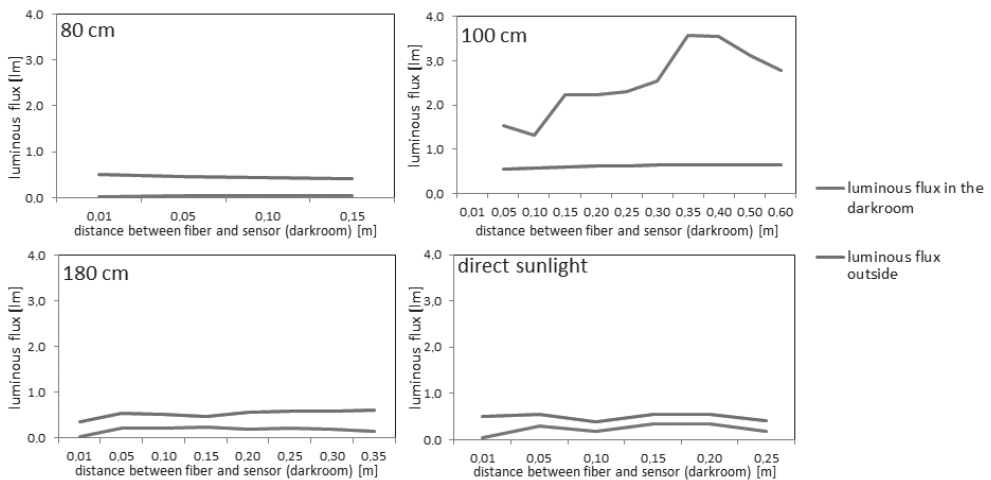 80 cm
4.0
3.0
2.0
1.0
0.0
luminous flux [lm]
0.01 0,05 0,10 0,15
distance between fiber and sensor (darkroom) [m]
100 cm
4.0
3.0
2.0
1.0
0.0
luminous flux [lm]
0,01 0,05 0,10 0,15 0,20 0,25 0,30 0,35 0,40 0,50 0,60
distance between fiber and sensor (darkroom) [m]
luminous flux in the
darkroom
luminous flux
outside
180 cm
4.0
3,0
2.0
1.0
0.0
luminous flux [lm]
0.01 0,05 0,10 0,15 0,20 0,25 0,30 0,35
distance between fiber and sensor (darkroom) [m]
direct sunlight
4.0
3,0
2.0
1.0
0.0
luminous flux [lm]
0.01 0,05 0,10 0,15 0,20 0,25
distance between fiber and sensor (darkroom) [m]